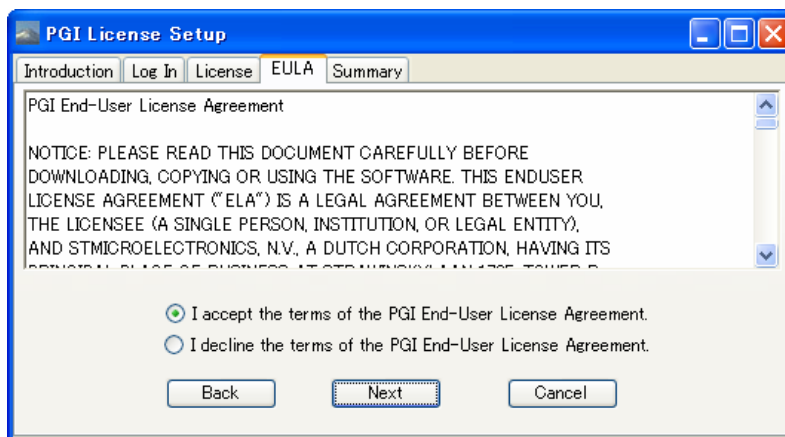 PGI License Setup
Introduction Log In License EULA Summary
PGI End-User License Agreement
NOTICE: PLEASE READ THIS DOCUMENT CAREFULLY BEFORE
DOWNLOADING, COPYING OR USING THE SOFTWARE. THIS ENDUSER
LICENSE AGREEMENT ("ELA") IS A LEGAL AGREEMENT BETWEEN YOU,
THE LICENSEE (A SINGLE PERSON, INSTITUTION, OR LEGAL ENTITY),
AND STMICROELECTRONICS, N.V., A DUTCH CORPORATION, HAVING ITS
I accept the terms of the PGI End-User License Agreement.
I decline the terms of the PGI End-User License Agreement.
Back Next Cancel